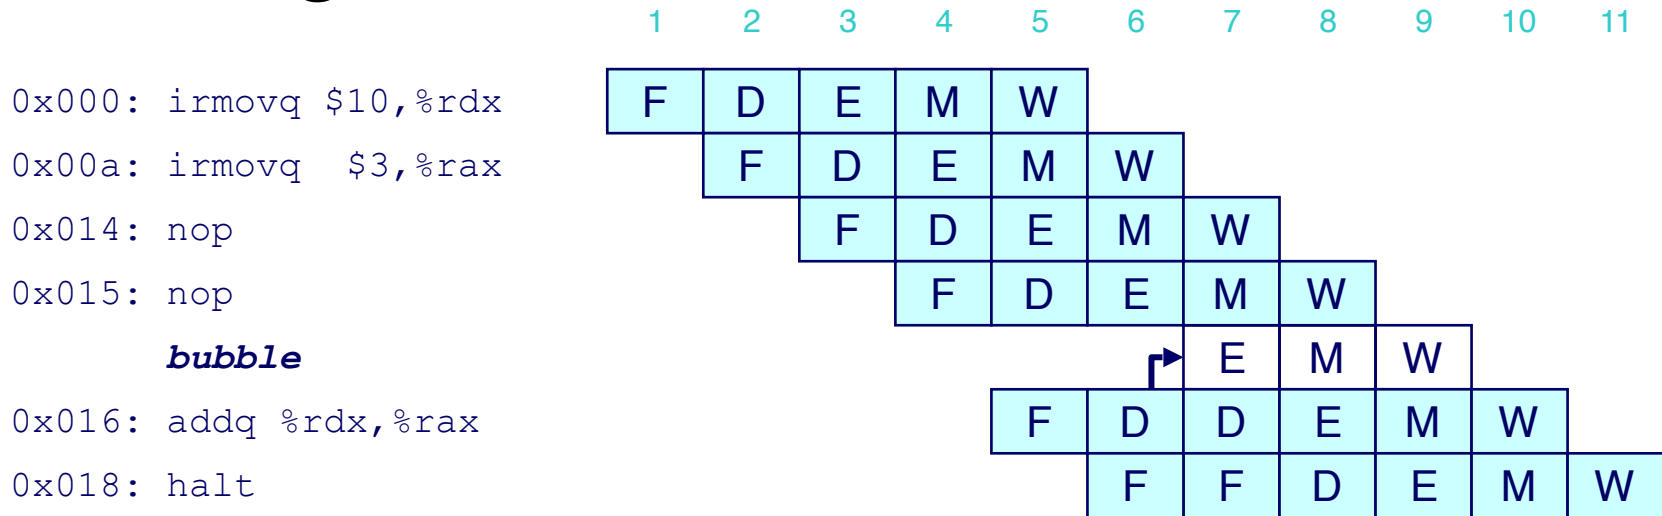 1 2 3 4 5 6 7 8 9 10 11
0x000: irmovq $10,%rdx F D E M W
0x00a: irmovq  $3,%rax F D E M W
0x014: nop F D E M W
0x015: nop F D E M W
bubble E M W
0x016: addq %rdx,%rax F D D E M W
0x018: halt F F D E M W